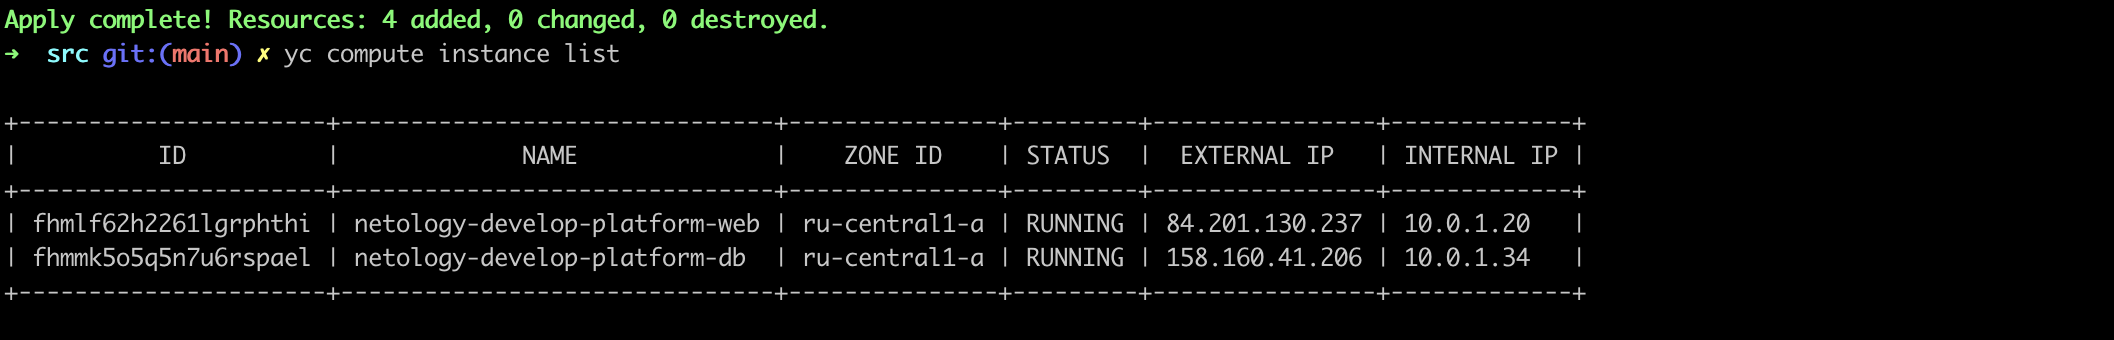 Apply complete! Resources: 4 added, 0 changed, 0 destroyed.
➜  src git:(main) ✗ yc compute instance list

+----------------------+-------------------------------+---------------+---------+----------------+-------------+
|          ID          |             NAME              |    ZONE ID    | STATUS  |  EXTERNAL IP   | INTERNAL IP |
+----------------------+-------------------------------+---------------+---------+----------------+-------------+
| fhmlf62h2261lgrphthi | netology-develop-platform-web | ru-central1-a | RUNNING | 84.201.130.237 | 10.0.1.20   |
| fhmmk5o5q5n7u6rspael | netology-develop-platform-db  | ru-central1-a | RUNNING | 158.160.41.206 | 10.0.1.34   |
+----------------------+-------------------------------+---------------+---------+----------------+-------------+